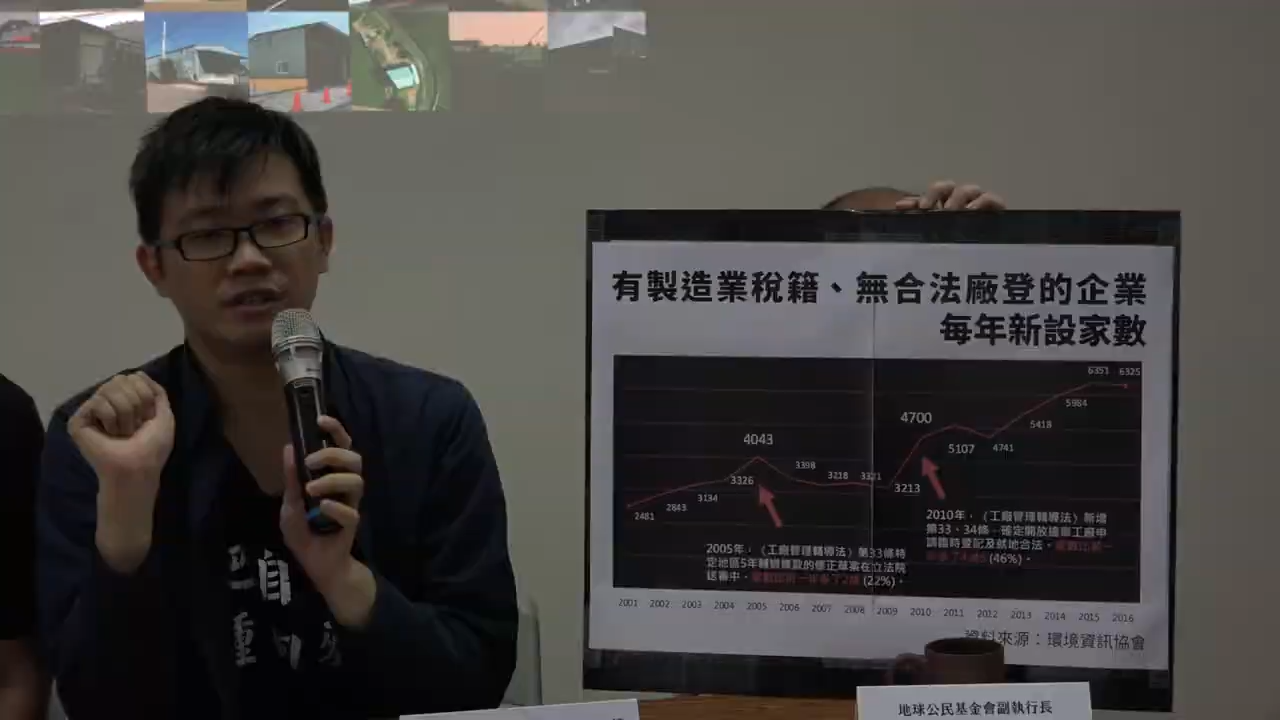 有製造業稅籍、無合法廠登的企業
每年新設家數
6351 6325
5984
5418
4700
5107
4741
4043
3398
3218
3321
3213
3326
3134
2843
2481
2010年，《工廠管理輔導法》新增
第33、34條，確定開放違章工廠申
請臨時登記及就地合法，
(46%)。
2005年，《工廠管理輔導法》第33條特
定地區5年輔導條款的修正草案在立法院
送審中，
(22%)。
2001 2002 2003 2004 2005 2006 2007 2008 2009 2010 2011 2012 2013 2014 2015 2016
資料來源：環境資訊協會
地球公民基金會副執行長
自